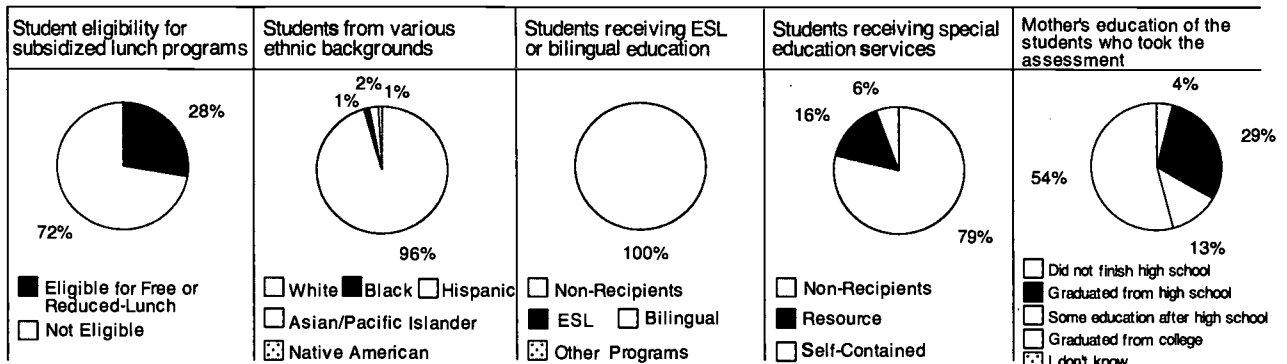 Student eligibility for
subsidized lunch programs
28%
72%
Eligible for Free or
Reduced-Lunch
Not Eligible
Students from various
ethnic backgrounds
2%
1%
1%
96%
White Black Hispanic
Asian/Pacific Islander
Native American
Students receiving ESL
or bilingual education
100%
Non-Recipients
ESL Bilingual
Other Programs
Students receiving special
education services
6%
16%
79%
Non-Recipients
Resource
Self-Contained
Mother's education of the
students who took the
assessment
4%
29%
54%
13%
Did not finish high school
Graduated from high school
Some education after high school
Graduated from college
I don't know